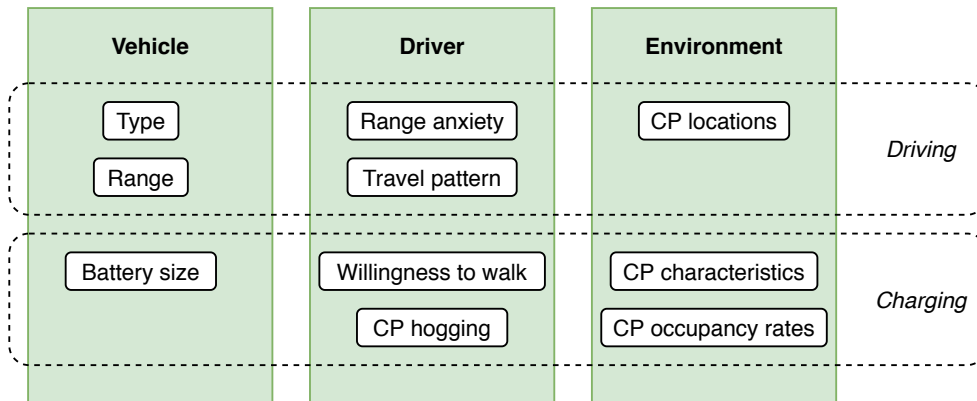 Vehicle
Driver
Environment
Type
Range anxiety
CP locations
Driving
Range
Travel pattern
Battery size
Willingness to walk
CP characteristics
Charging
CP hogging
CP occupancy rates